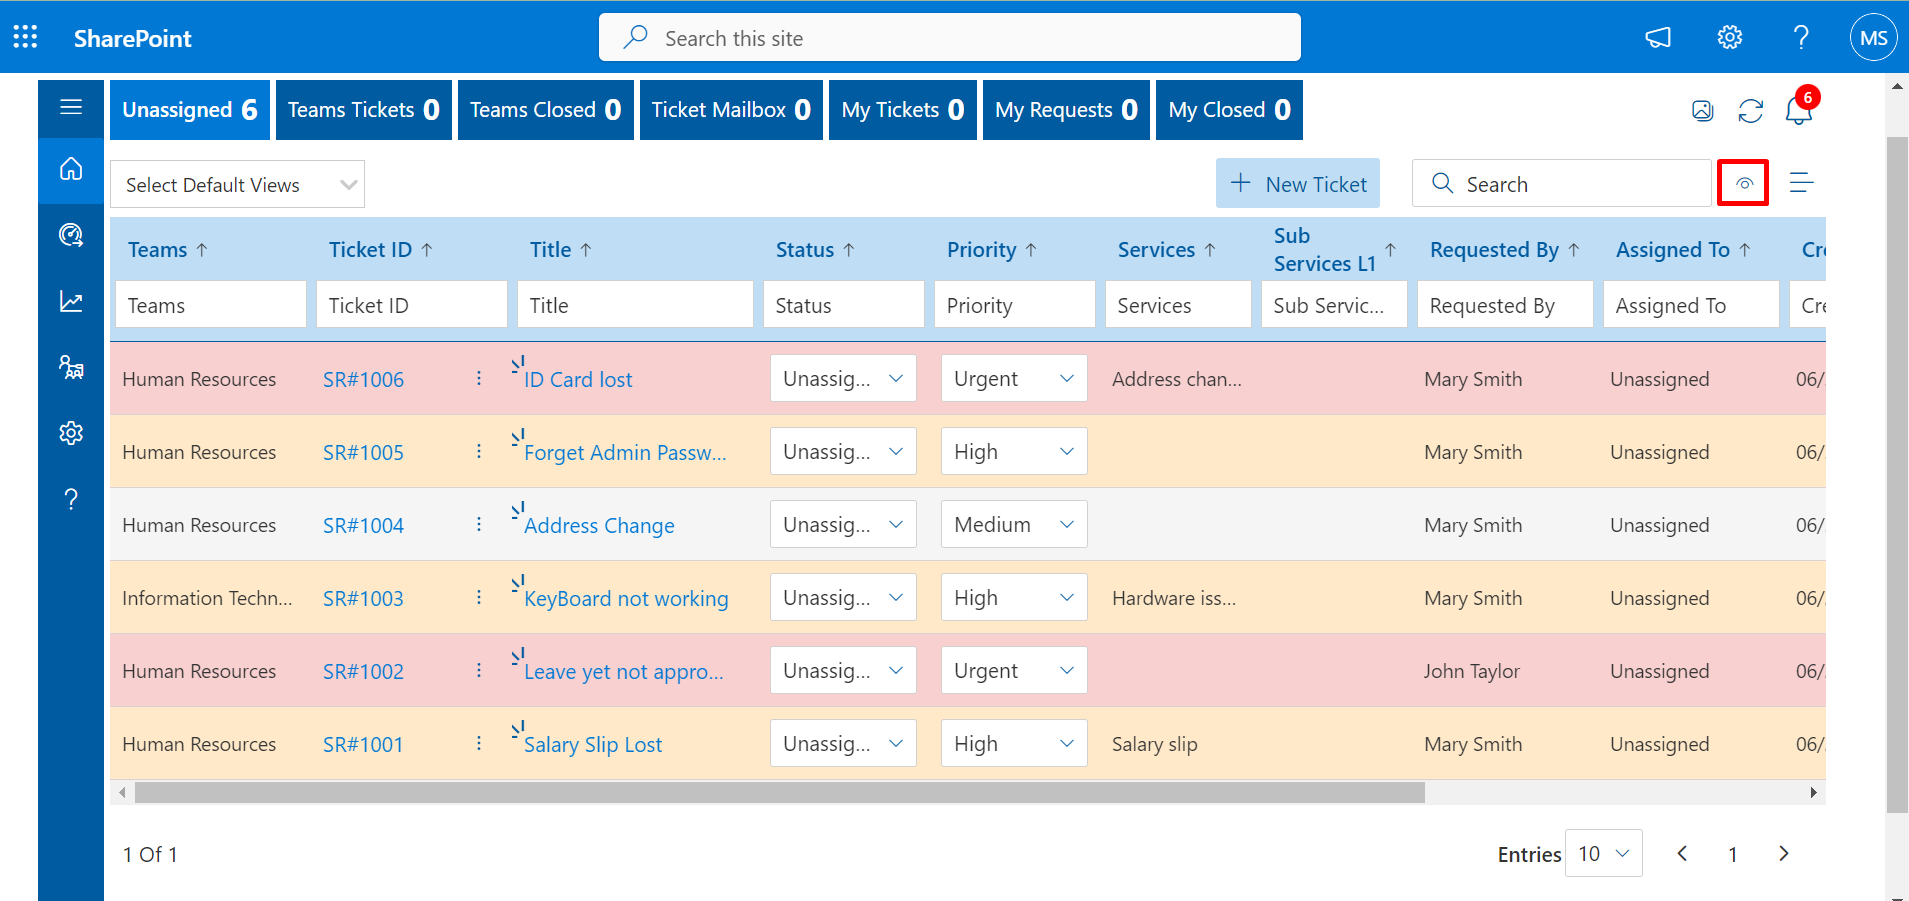 SharePoint
Search this site
MS
Unassigned 6
Teams Tickets 0
Teams Closed 0
Ticket Mailbox 0
My Tickets 0
My Requests 0
My Closed 0
6
Select Default Views
New Ticket
Search
Teams ↑ Ticket ID ↑ Title ↑ Status ↑ Priority ↑ Services ↑ Sub Services L1 ↑ Requested By ↑ Assigned To ↑ Cre
Teams Ticket ID Title Status Priority Services Sub Servic... Requested By Assigned To Cre
Human Resources SR#1006 ID Card lost Unassig... Urgent Address chan... Mary Smith Unassigned 06/
Human Resources SR#1005 Forget Admin Passw... Unassig... High Mary Smith Unassigned 06/
Human Resources SR#1004 Address Change Unassig... Medium Mary Smith Unassigned 06/
Information Techn... SR#1003 KeyBoard not working Unassig... High Hardware iss... Mary Smith Unassigned 06/
Human Resources SR#1002 Leave yet not appro... Unassig... Urgent John Taylor Unassigned 06/
Human Resources SR#1001 Salary Slip Lost Unassig... High Salary slip Mary Smith Unassigned 06/
1 Of 1
Entries 10 1